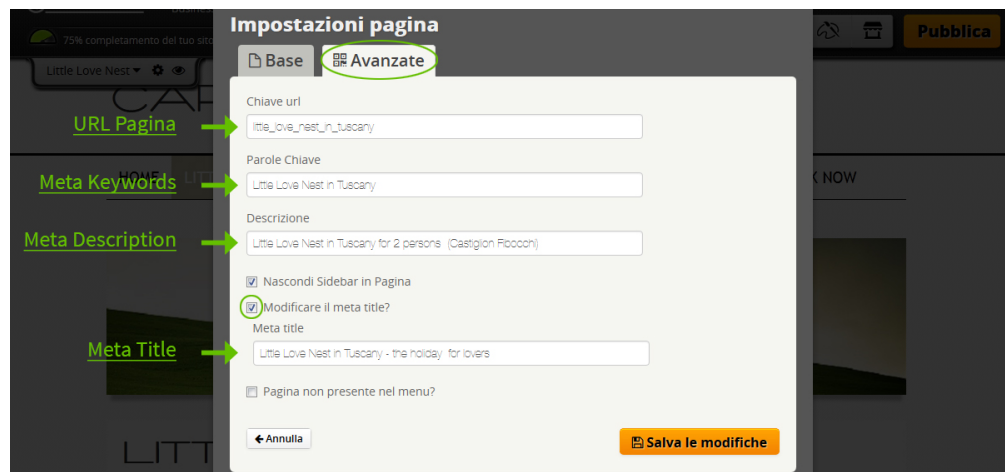 Impostazioni pagina
75% completamento del tuo sito
Pubblica
Little Love Nest
Base
Avanzate
Chiave url
URL Pagina
little_love_nest_in_tuscany
Parole Chiave
Meta Keywords
Little Love Nest in Tuscany
HOME
NOW
Descrizione
Meta Description
Little Love Nest in Tuscany for 2 persons (Castiglion Fibocchi)
Nascondi Sidebar in Pagina
Modificare il meta title?
Meta title
Meta Title
Little Love Nest in Tuscany - the holiday for lovers
Pagina non presente nel menu?
Annulla
Salva le modifiche